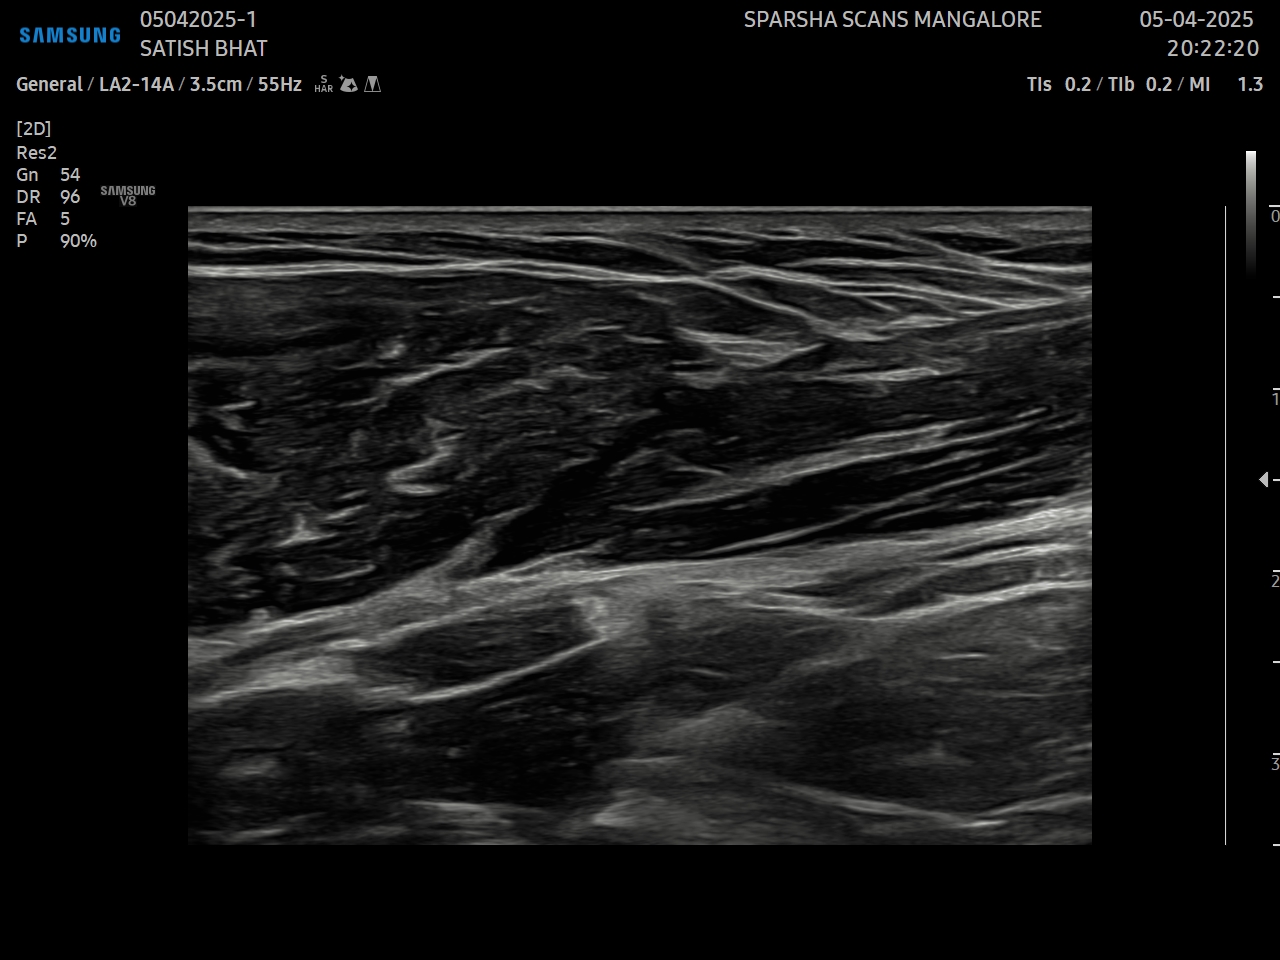 SAMSUNG
05042025-1
SATISH BHAT
SPARSHA SCANS MANGALORE
05-04-2025
20:22:20
General / LA2-14A / 3.5cm / 55Hz
S
HAR
TIs 0.2 / TIb 0.2 / MI 1.3
[2D]
Res2
Gn 54
DR 96
FA 5
P 90%
SAMSUNG
V8
0
1
2
3